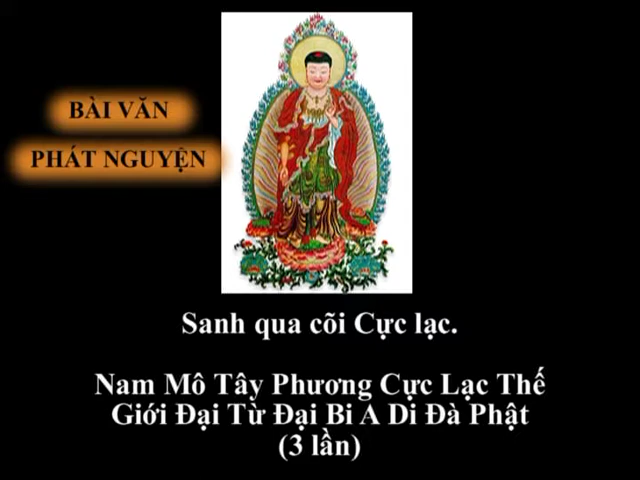 BÀI VĂN
PHÁT NGUYỆN
Sanh qua cõi Cực lạc.
Nam Mô Tây Phương Cực Lạc Thế
Giới Đại Từ Đại Bi A Di Đà Phật
(3 lần)